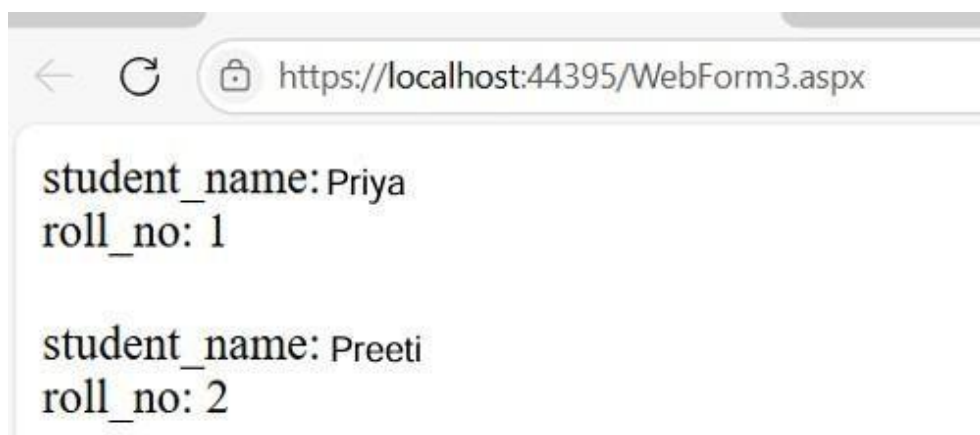 https://localhost:44395/WebForm3.aspx
student_name: Priya
roll_no: 1
student_name: Preeti
roll_no: 2